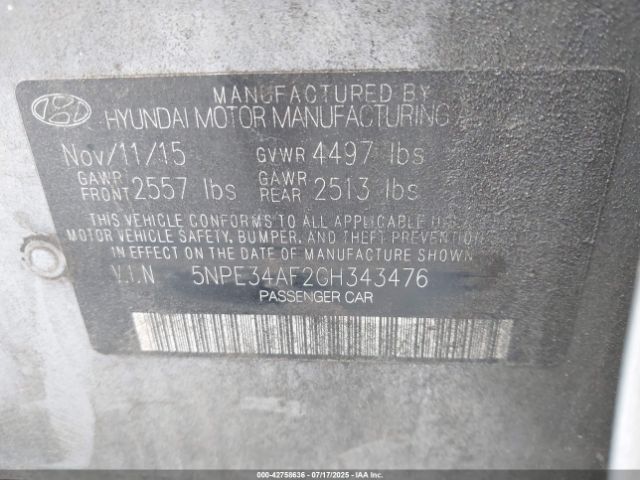 MANUFACTURED BY
HYUNDAI MOTOR MANUFACTURING
Nov/11/15 GVWR 4497 lbs
GAWR FRONT 2557 lbs GAWR REAR 2513 lbs
THIS VEHICLE CONFORMS TO ALL APPLICABLE
MOTOR VEHICLE SAFETY, BUMPER, AND THEFT PREVENTION
IN EFFECT ON THE DATE OF MANUFACTURE SHOWN
V.I.N 5NPE34AF2GH343476
PASSENGER CAR
000-42758636 - 07/17/2025 - IAAI.com